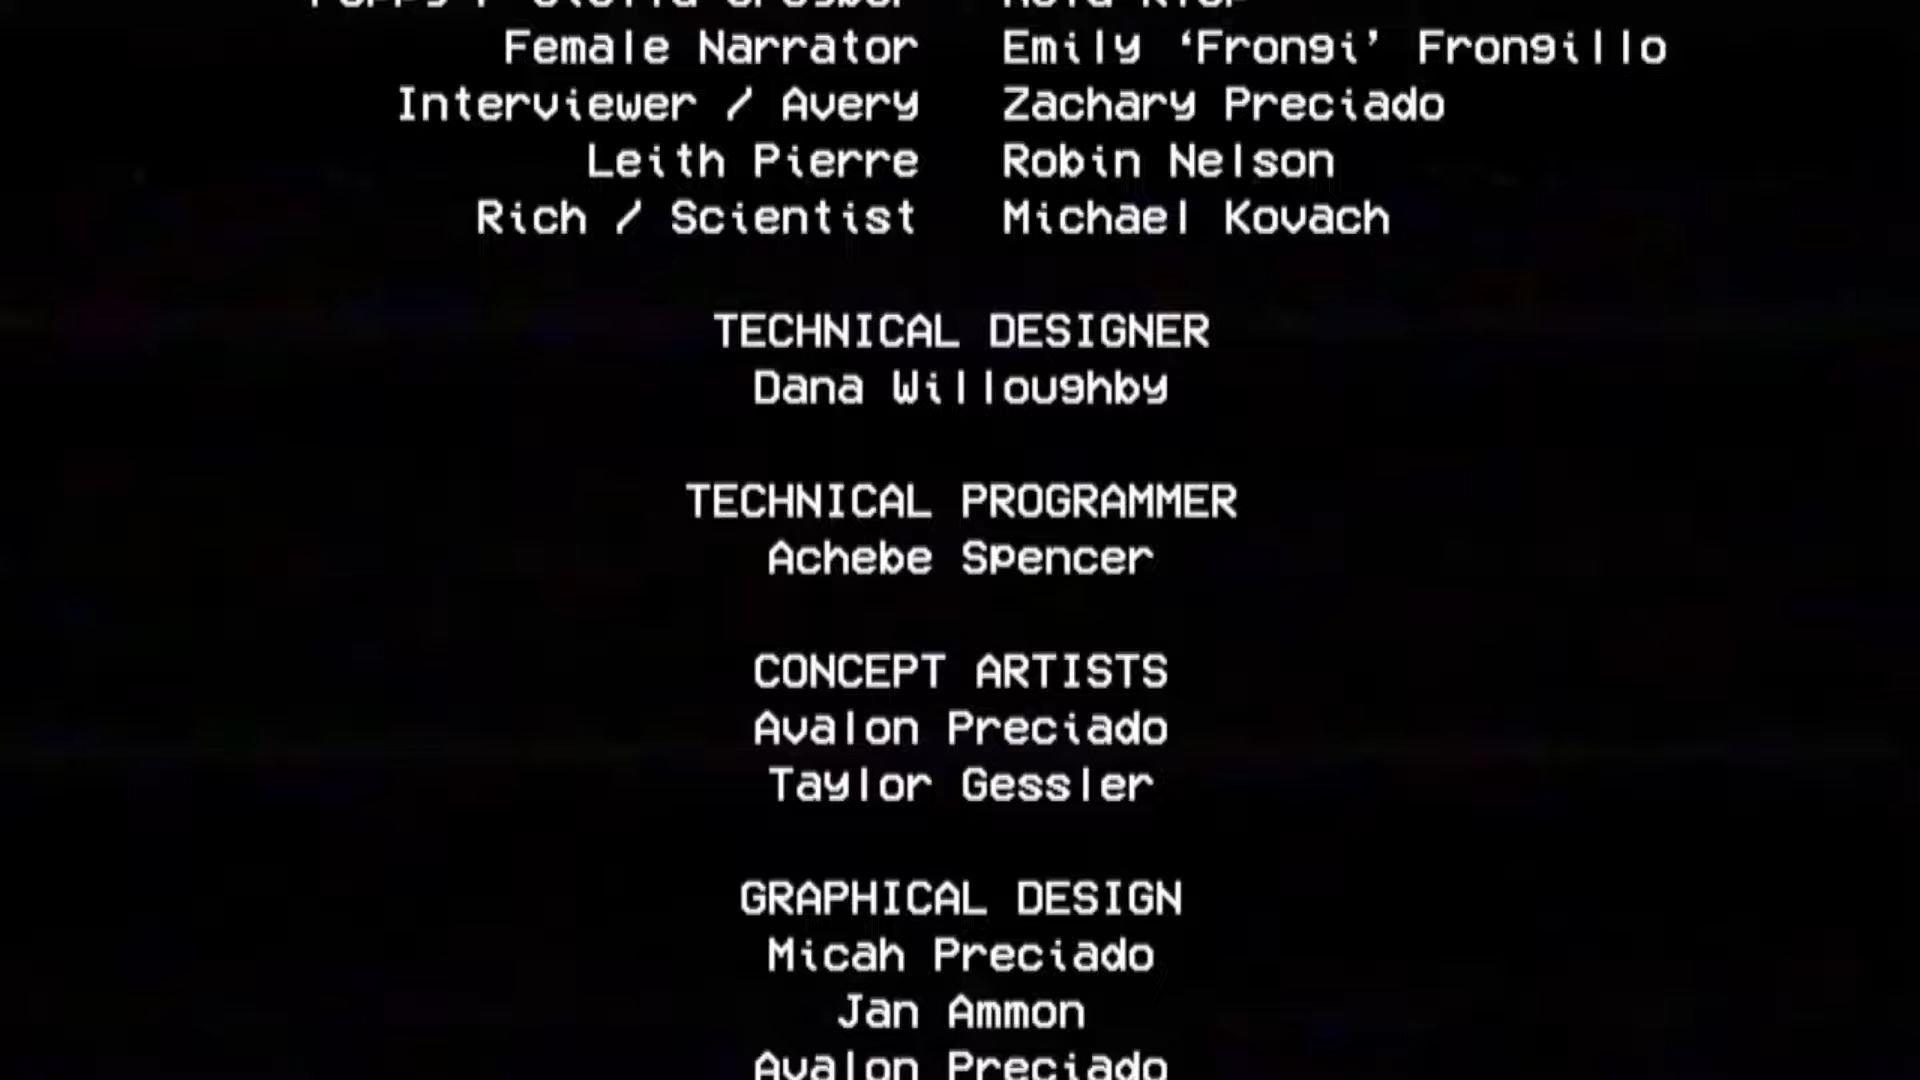 Female Narrator Emily ‘Frongi’ Frongillo
Interviewer / Avery Zachary Preciado
Leith Pierre Robin Nelson
Rich / Scientist Michael Kovach
TECHNICAL DESIGNER
Dana Willoughby
TECHNICAL PROGRAMMER
Achebe Spencer
CONCEPT ARTISTS
Avalon Preciado
Taylor Gessler
GRAPHICAL DESIGN
Micah Preciado
Jan Ammon
Avalon Preciado